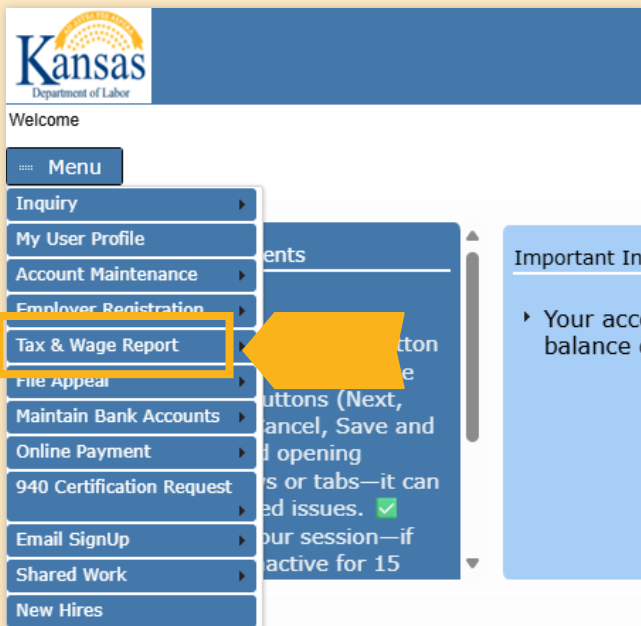 Kansas
Department of Labor
Welcome
Menu
Inquiry
My User Profile
Account Maintenance
Employer Registration
Tax & Wage Report
File Appeal
Maintain Bank Accounts
Online Payment
940 Certification Request
Email SignUp
Shared Work
New Hires
ents
tton
e
uttons (Next,
ancel, Save and
d opening
s or tabs—it can
ed issues. ✅
our session—if
active for 15
Important In
Your acc
balance